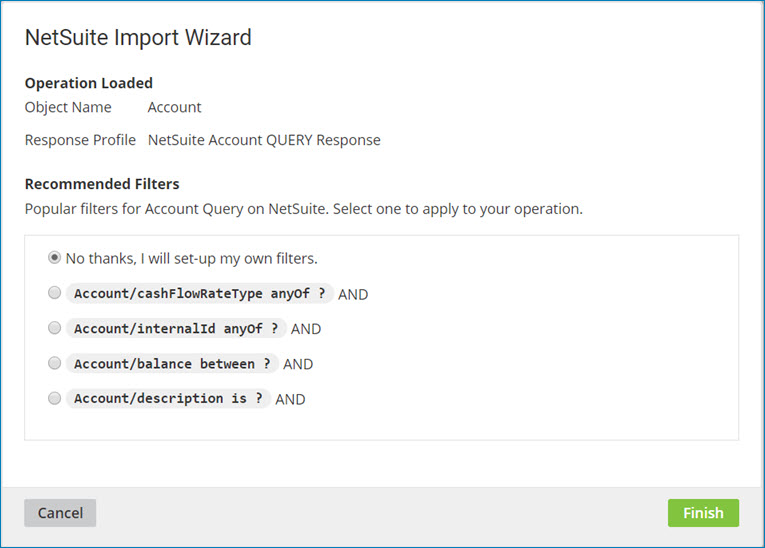 NetSuite Import Wizard
Operation Loaded
Object Name Account
Response Profile NetSuite Account QUERY Response
Recommended Filters
Popular filters for Account Query on NetSuite. Select one to apply to your operation.
No thanks, I will set-up my own filters.
Account/cashFlowRateType anyOf ? AND
Account/internalId anyOf ? AND
Account/balance between ? AND
Account/description is ? AND
Cancel Finish